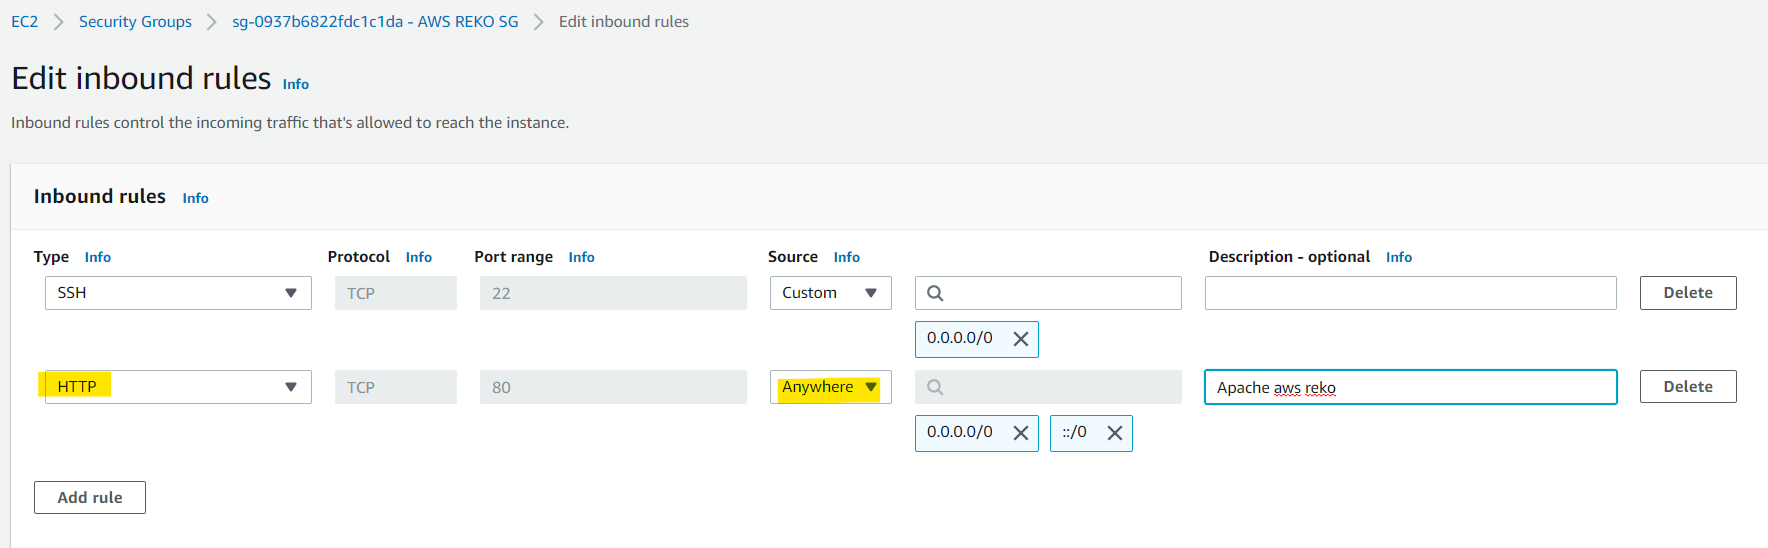 EC2 > Security Groups > sg-0937b6822fdc1c1da - AWS REKO SG > Edit inbound rules
Edit inbound rules Info
Inbound rules control the incoming traffic that's allowed to reach the instance.
Inbound rules Info
Type Info Protocol Info Port range Info Source Info Description - optional Info
SSH TCP 22 Custom Delete
0.0.0.0/0
HTTP TCP 80 Anywhere Apache aws reko Delete
0.0.0.0/0 ::/0
Add rule